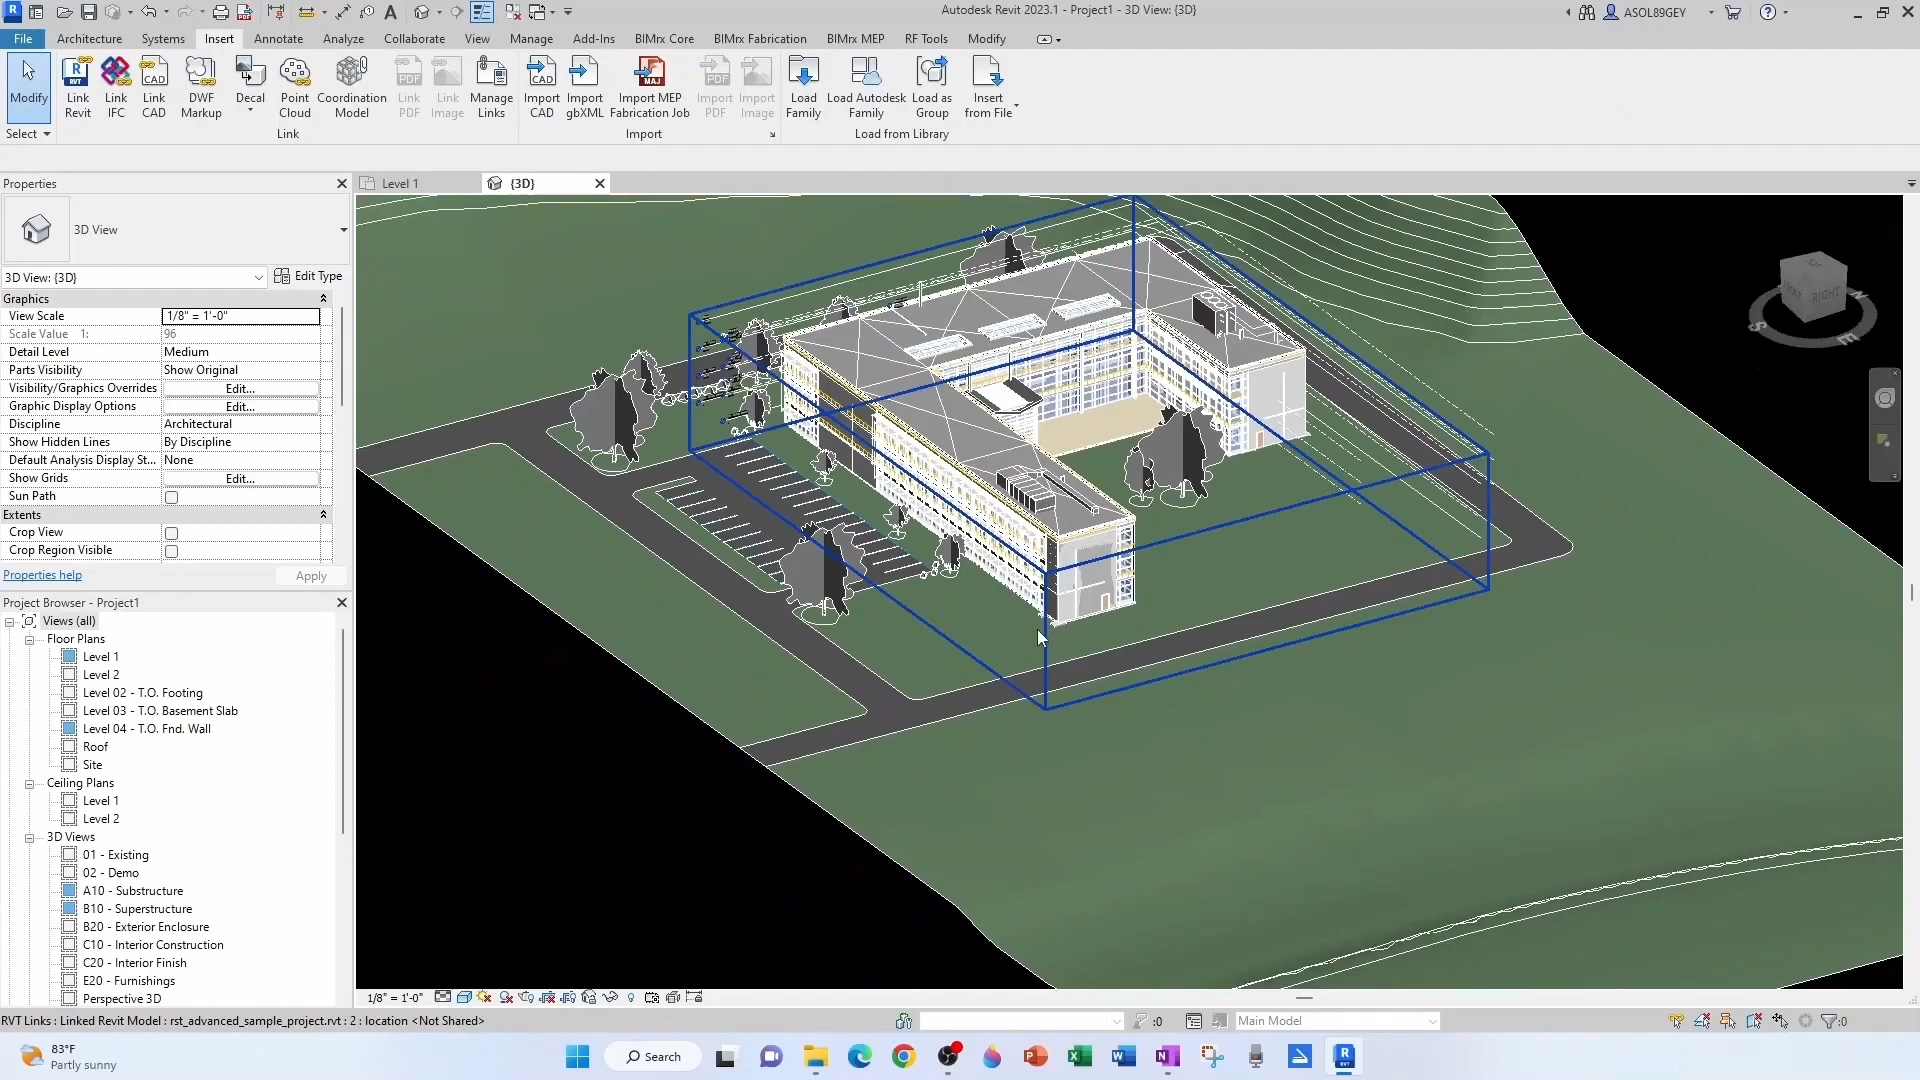 Autodesk Revit 2023.1 - Project1 - 3D View: {3D}
ASOL89GEY
File Architecture Systems Insert Annotate Analyze Collaborate View Manage Add-Ins BIMrx Core BIMrx Fabrication BIMrx MEP RF Tools Modify
Modify
Link Revit
Link IFC
Link CAD
DWF Markup
Decal
Point Cloud
Coordination Model
Link PDF
Link Image
Manage Links
Import CAD
Import gbXML
Import MEP Fabrication Job
Import PDF
Import Image
Load Family
Load Autodesk Family
Load as Group
Insert from File
Select
Link
Import
Load from Library
Properties
Level 1
{3D}
3D View
3D View: {3D}
Edit Type
Graphics
View Scale 1/8" = 1'-0"
Scale Value 1: 96
Detail Level Medium
Parts Visibility Show Original
Visibility/Graphics Overrides Edit...
Graphic Display Options Edit...
Discipline Architectural
Show Hidden Lines By Discipline
Default Analysis Display St... None
Show Grids Edit...
Sun Path
Extents
Crop View
Crop Region Visible
Properties help Apply
Project Browser - Project1
Views (all)
Floor Plans
Level 1
Level 2
Level 02 - T.O. Footing
Level 03 - T.O. Basement Slab
Level 04 - T.O. Fnd. Wall
Roof
Site
Ceiling Plans
Level 1
Level 2
3D Views
01 - Existing
02 - Demo
A10 - Substructure
B10 - Superstructure
B20 - Exterior Enclosure
C10 - Interior Construction
C20 - Interior Finish
E20 - Furnishings
Perspective 3D
RIGHT
S
E
1/8" = 1'-0"
RVT Links : Linked Revit Model : rst_advanced_sample_project.rvt : 2 : location <Not Shared>
:0
Main Model
:0
83°F
Partly sunny
Search